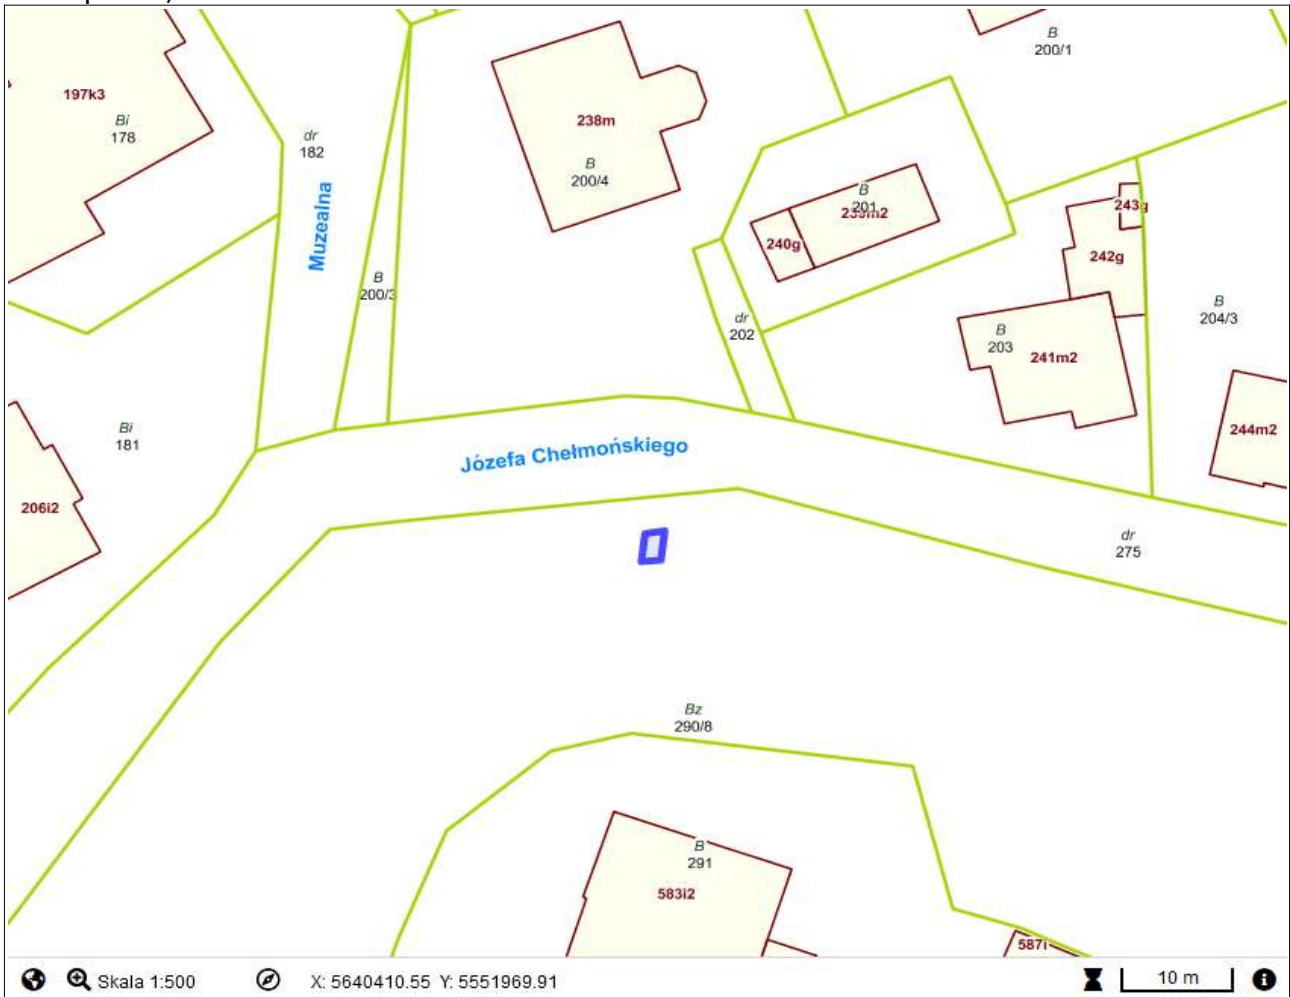 B
200/1
197k3
Bi
178
238m
dr
182
B
200/4
Muzealna
B
201
243g
240g
242g
B
200/3
B
204/3
dr
202
B
203
241m2
Bi
181
Józefa Chełmońskiego
244m2
206i2
dr
275
Bz
290/8
B
291
583i2
587i
Skala 1:500
X: 5640410.55 Y: 5551969.91
10 m